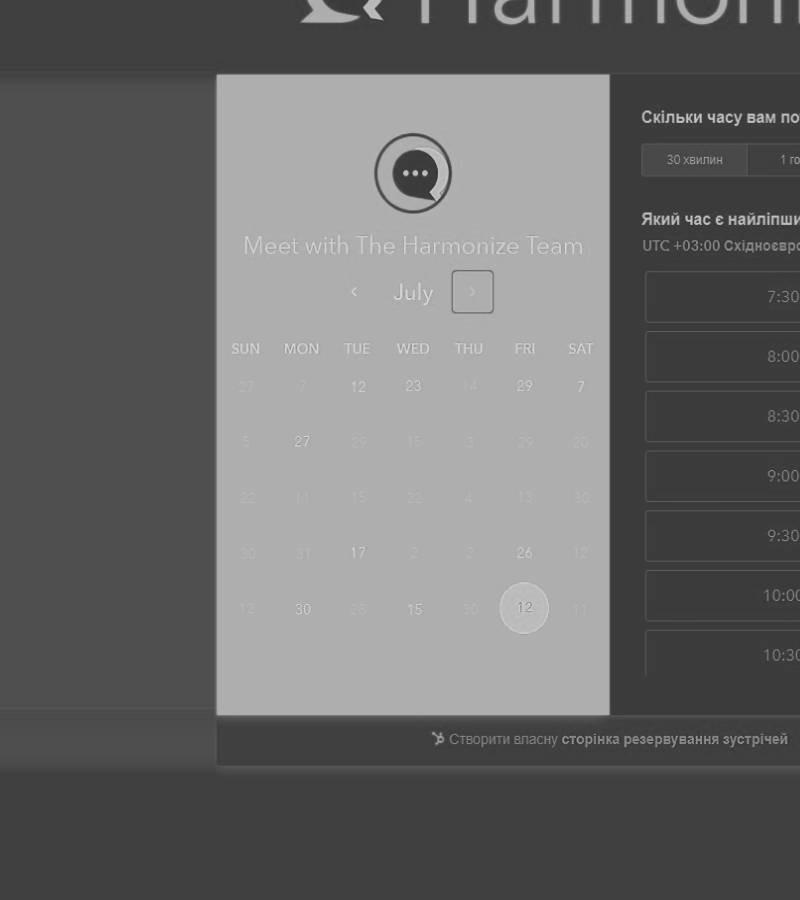 Harmoni
Meet with The Harmonize Team
July
SUN MON TUE WED THU FRI SAT
27 7 12 23 14 29 7
5 27 29 15 3 29 20
22 11 15 22 4 13 30
30 31 17 2 2 26 12
12 30 28 15 30 12 11
Скільки часу вам по
30 хвилин 1 го
Який час є найліпши
UTC +03:00 Східноєвро
7:30
8:00
8:30
9:00
9:30
10:00
10:30
Створити власну сторінка резервування зустрічей